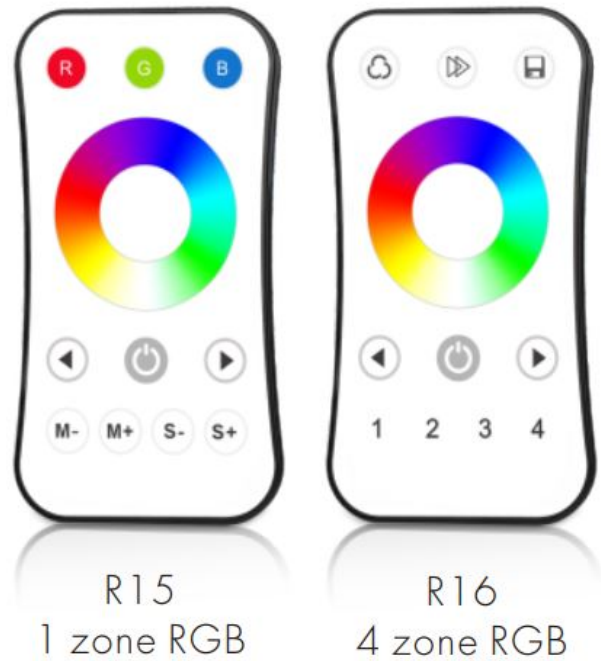 R G B
M- M+ S- S+
1 2 3 4
R15
1 zone RGB
R16
4 zone RGB